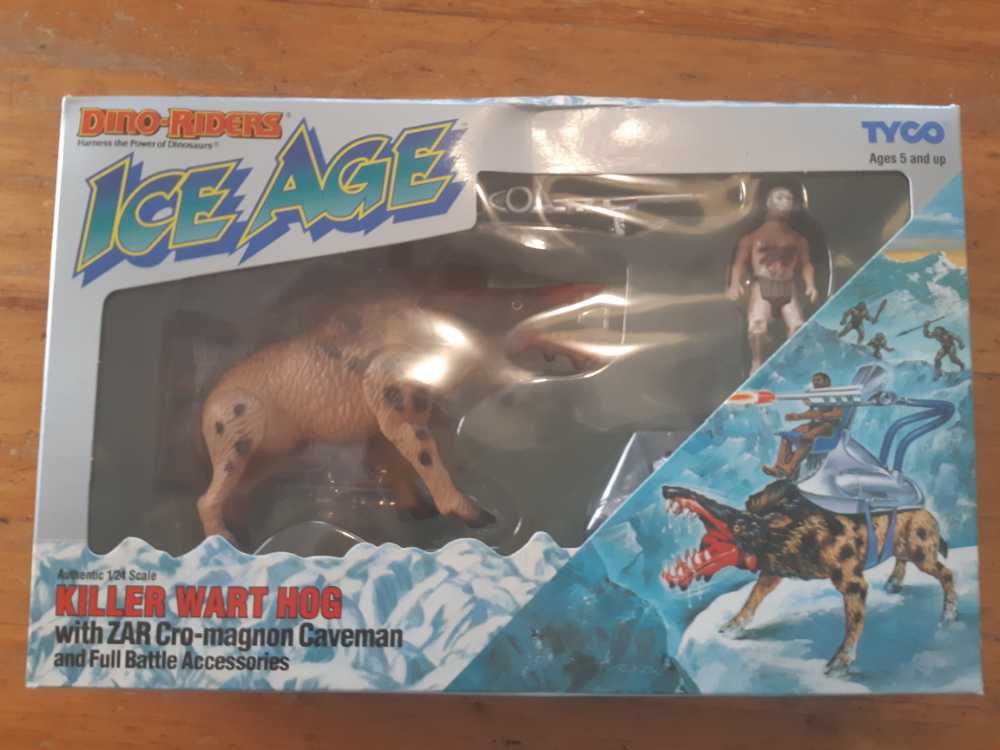 DINO-RIDERS®
Harness the Power of Dinosaurs®
ICE AGE™
TYCO
Ages 5 and up
Authentic 1/24 Scale
KILLER WART HOG
with ZAR Cro-magnon Caveman
and Full Battle Accessories